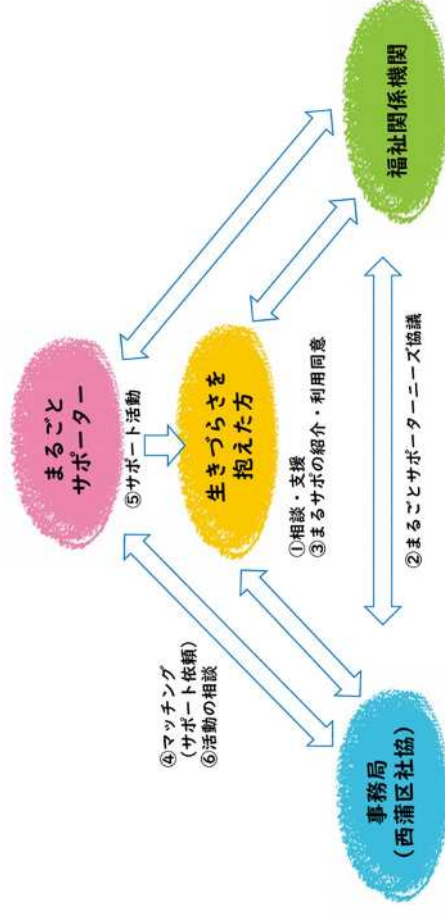 まるごと
サポーター
⑤サポート活動
生きづらさを
抱えた方
④マッチング
(サポート依頼)
⑥活動の相談
①相談・支援
③まるサポの紹介・利用同意
②まるごとサポーターニーズ協議
事務局
(西蒲区社協)
福祉関係機関